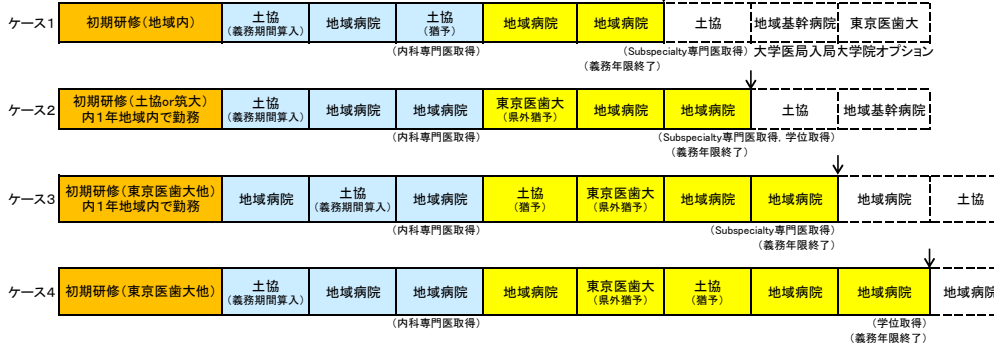 ケース1
初期研修(地域内)
土協
(義務期間算入)
地域病院
土協
(猶予)
地域病院
地域病院
土協
地域基幹病院
東京医歯大
(内科専門医取得)
(Subspecialty専門医取得)
大学医局入局
大学院オプション
(義務年限終了)
ケース2
初期研修(土協or筑大)
内1年地域内で勤務
土協
(義務期間算入)
地域病院
地域病院
東京医歯大
(県外猶予)
地域病院
地域病院
土協
地域基幹病院
(内科専門医取得)
(Subspecialty専門医取得, 学位取得)
(義務年限終了)
ケース3
初期研修(東京医歯大他)
内1年地域内で勤務
地域病院
土協
(義務期間算入)
地域病院
土協
(猶予)
東京医歯大
(県外猶予)
地域病院
地域病院
地域病院
土協
(内科専門医取得)
(Subspecialty専門医取得)
(義務年限終了)
ケース4
初期研修(東京医歯大他)
土協
(義務期間算入)
地域病院
地域病院
地域病院
東京医歯大
(県外猶予)
土協
(猶予)
地域病院
地域病院
地域病院
(内科専門医取得)
(学位取得)
(義務年限終了)